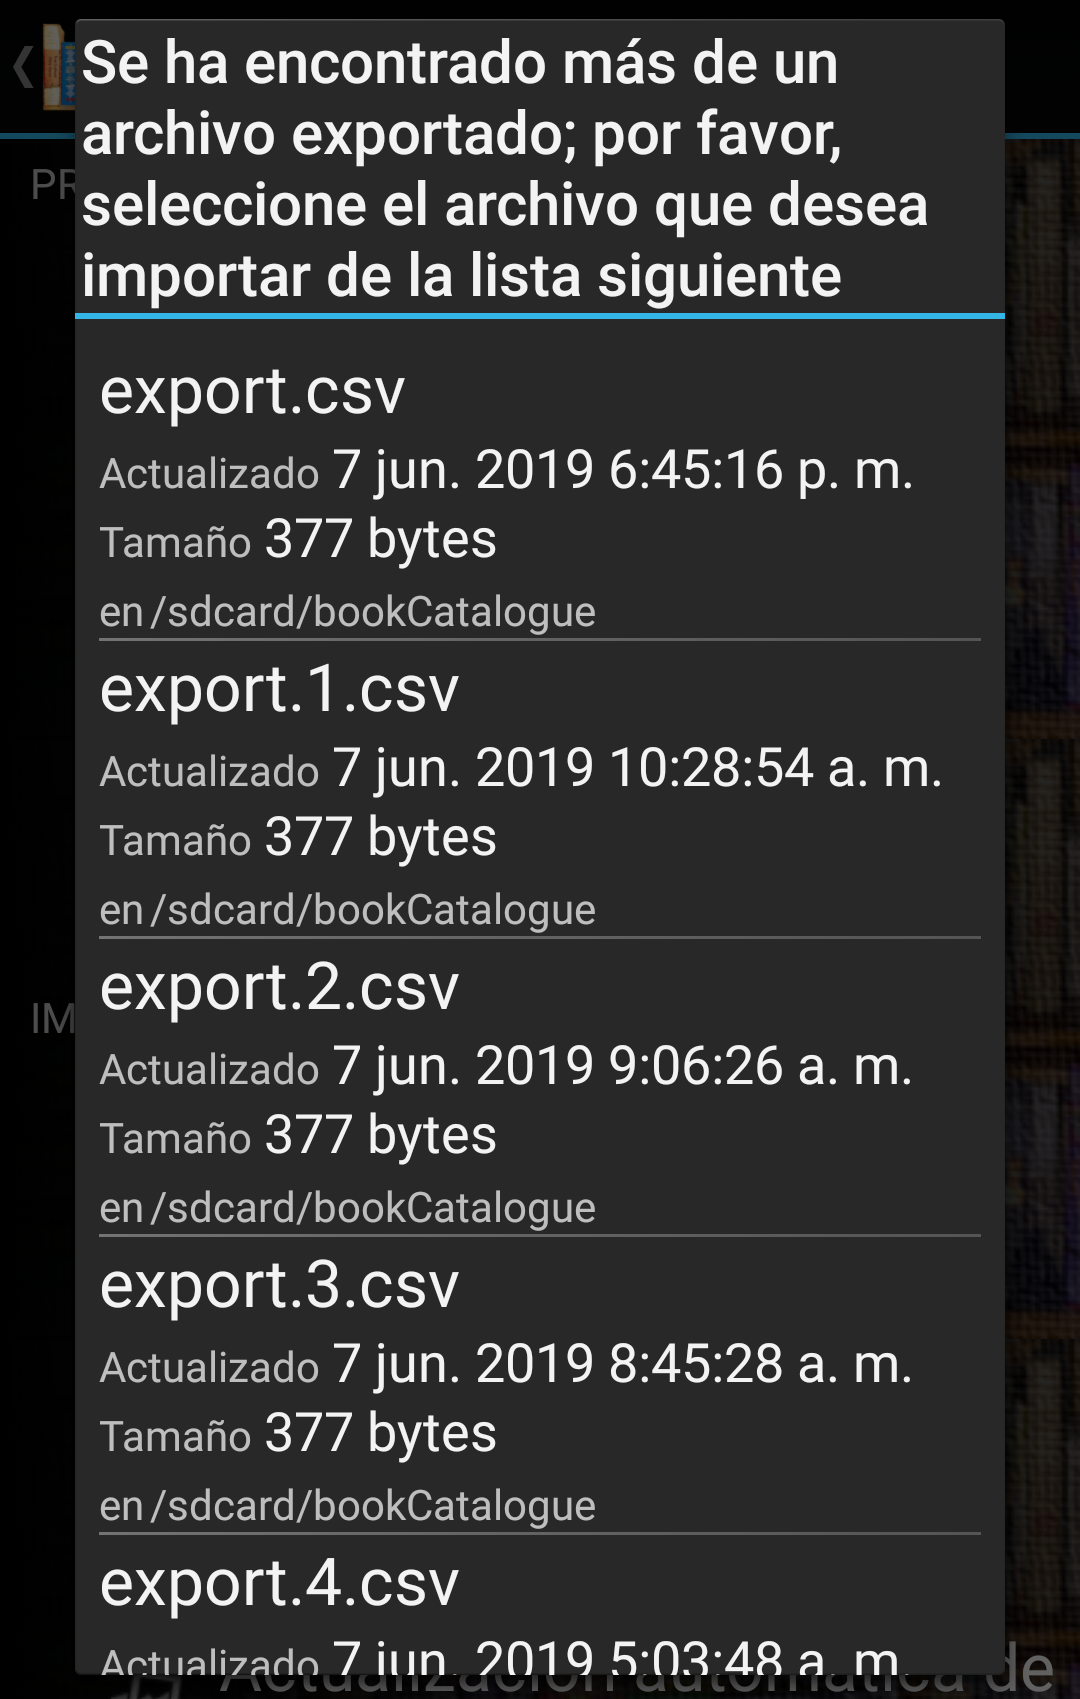 Se ha encontrado más de un
archivo exportado; por favor,
seleccione el archivo que desea
importar de la lista siguiente
PR
export.csv
Actualizado 7 jun. 2019 6:45:16 p. m.
Tamaño 377 bytes
en /sdcard/bookCatalogue
export.1.csv
Actualizado 7 jun. 2019 10:28:54 a. m.
Tamaño 377 bytes
en /sdcard/bookCatalogue
export.2.csv
IM
Actualizado 7 jun. 2019 9:06:26 a. m.
Tamaño 377 bytes
en /sdcard/bookCatalogue
export.3.csv
Actualizado 7 jun. 2019 8:45:28 a. m.
Tamaño 377 bytes
en /sdcard/bookCatalogue
export.4.csv
Actualizado 7 jun. 2019 5:03:48 a. m.
Actualización automática de